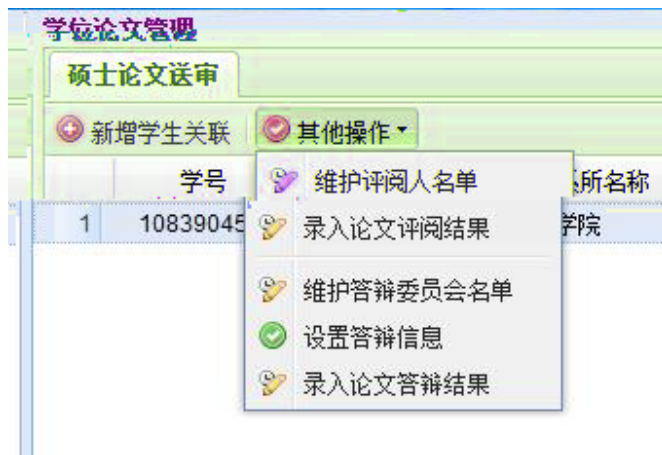 学位论文管理
硕士论文送审
新增学生关联 其他操作
学号 所名称
1 10839045 学院
维护评阅人名单
录入论文评阅结果
维护答辩委员会名单
设置答辩信息
录入论文答辩结果